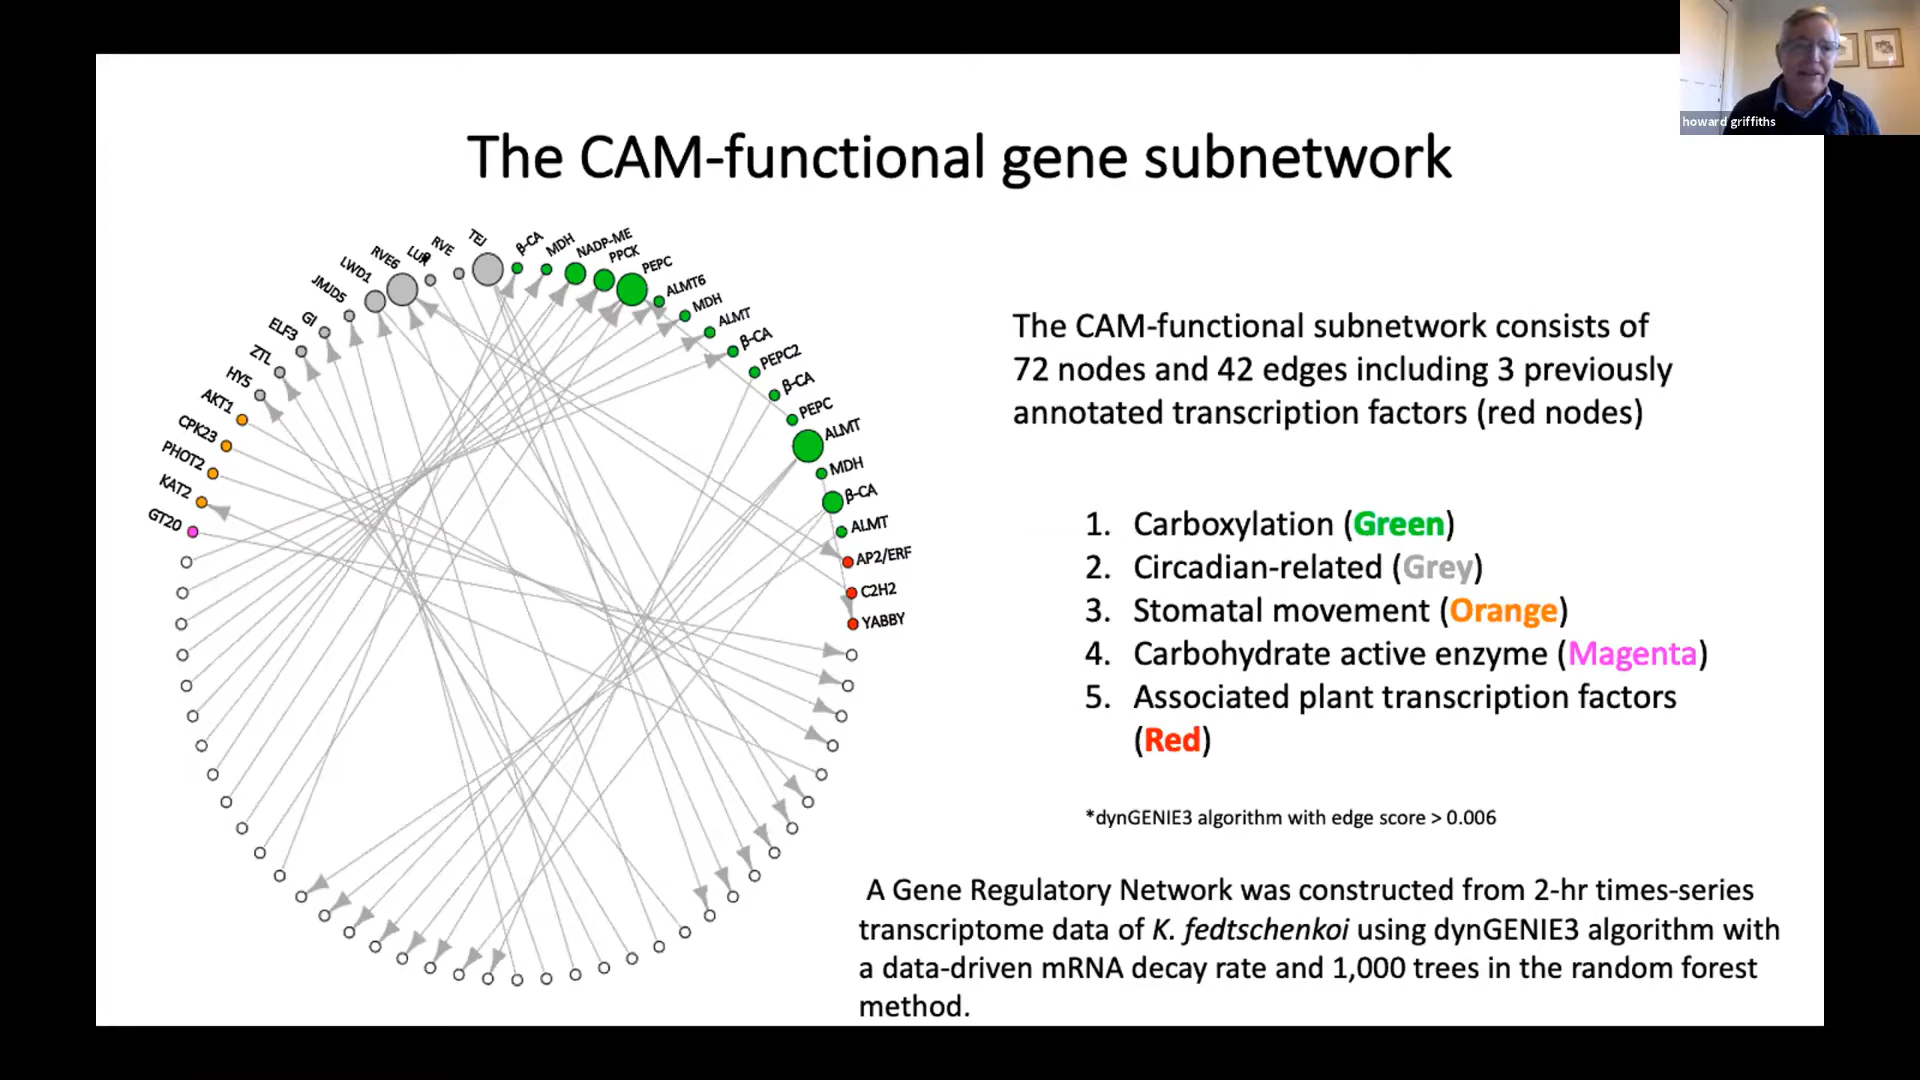 howard griffiths
The CAM-functional gene subnetwork
TEJ
RVE
LUX
RVE6
LWD1
JMJD5
GI
ELF3
ZTL
HY5
AKT1
CPK23
PHOT2
KAT2
GT20
β-CA
MDH
NADP-ME
PPCK
PEPC
ALMT6
MDH
ALMT
β-CA
PEPC2
β-CA
PEPC
ALMT
MDH
β-CA
ALMT
AP2/ERF
C2H2
YABBY
The CAM-functional subnetwork consists of
72 nodes and 42 edges including 3 previously
annotated transcription factors (red nodes)
1. Carboxylation (Green)
2. Circadian-related (Grey)
3. Stomatal movement (Orange)
4. Carbohydrate active enzyme (Magenta)
5. Associated plant transcription factors
(Red)
*dynGENIE3 algorithm with edge score > 0.006
A Gene Regulatory Network was constructed from 2-hr times-series
transcriptome data of K. fedtschenkoi using dynGENIE3 algorithm with
a data-driven mRNA decay rate and 1,000 trees in the random forest
method.